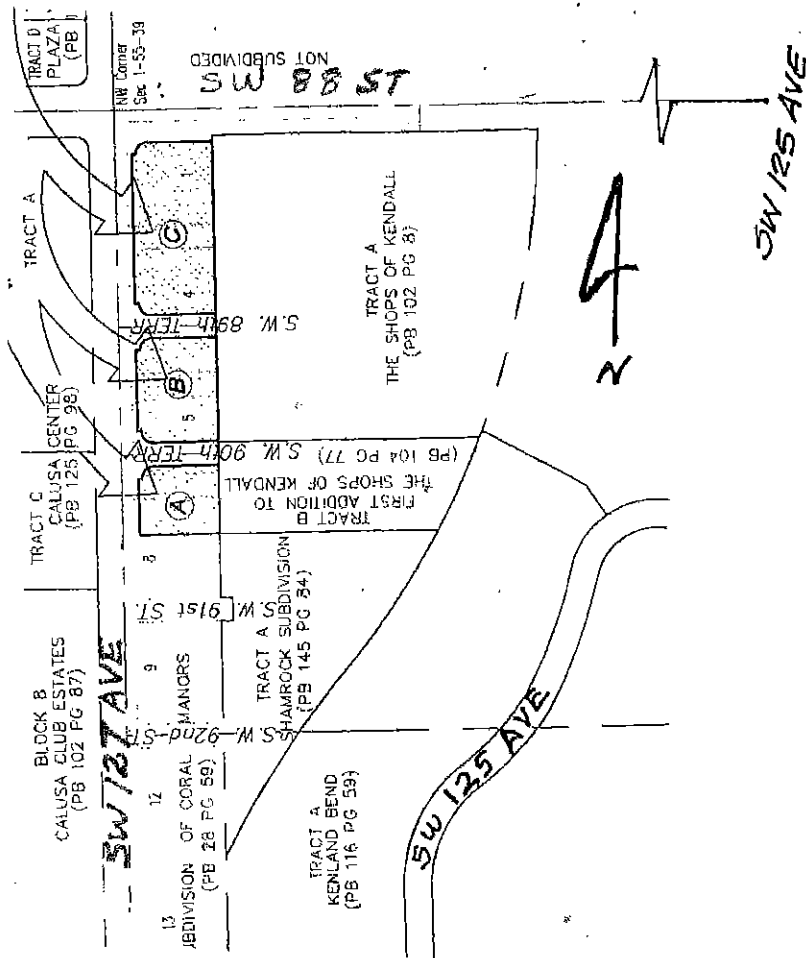 TRACT D
PLAZA
(PB
NW Corner
Sec 1-55-39
NOT SUBDIVIDED
SW 88 ST
SW 125 AVE
TRACT A
1
C
4
S.W. 89th TERR
TRACT A
THE SHOPS OF KENDALL
(PB 102 PG 8)
N
TRACT C
CALUSA CENTER
(PB 125 PG 98)
B
5
S.W. 90th TERR
A
TRACT B
FIRST ADDITION TO
THE SHOPS OF KENDALL
(PB 104 PG 77)
8
S.W. 91st ST.
BLOCK B
CALUSA CLUB ESTATES
(PB 102 PG 87)
SW 127 AVE
9
MANORS
TRACT A
SHAMROCK SUBDIVISION
(PB 145 PG 84)
S.W. 92nd ST
12
13
BDIVISION OF CORAL
(PB 28 PG 59)
TRACT A
KENLAND BEND
(PB 116 PG 59)
SW 125 AVE